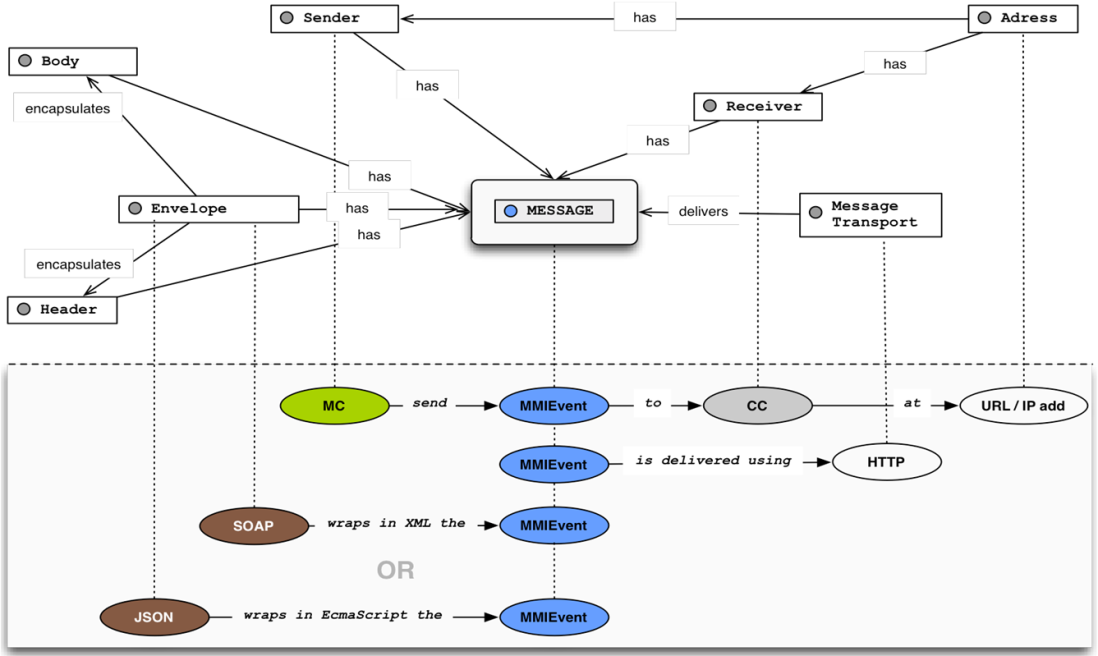 Sender
has
Adress
Body
has
has
encapsulates
Receiver
has
has
Envelope
has
MESSAGE
delivers
Message
Transport
has
encapsulates
Header
MC
send
MMIEvent
to
CC
at
URL / IP add
MMIEvent
is delivered using
HTTP
SOAP
wraps in XML the
MMIEvent
OR
JSON
wraps in EcmaScript the
MMIEvent